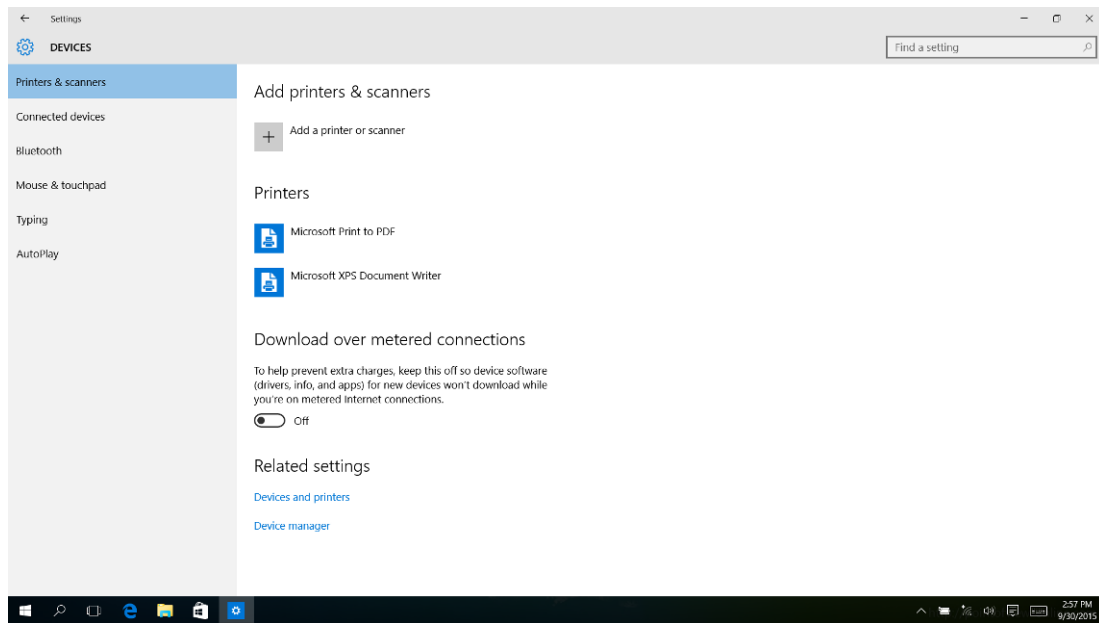 Settings
DEVICES
Find a setting
Printers & scanners
Connected devices
Bluetooth
Mouse & touchpad
Typing
AutoPlay
Add printers & scanners
Add a printer or scanner
Printers
Microsoft Print to PDF
Microsoft XPS Document Writer
Download over metered connections
To help prevent extra charges, keep this off so device software
(drivers, info, and apps) for new devices won't download while
you're on metered Internet connections.
Off
Related settings
Devices and printers
Device manager
2:57 PM
9/30/2015